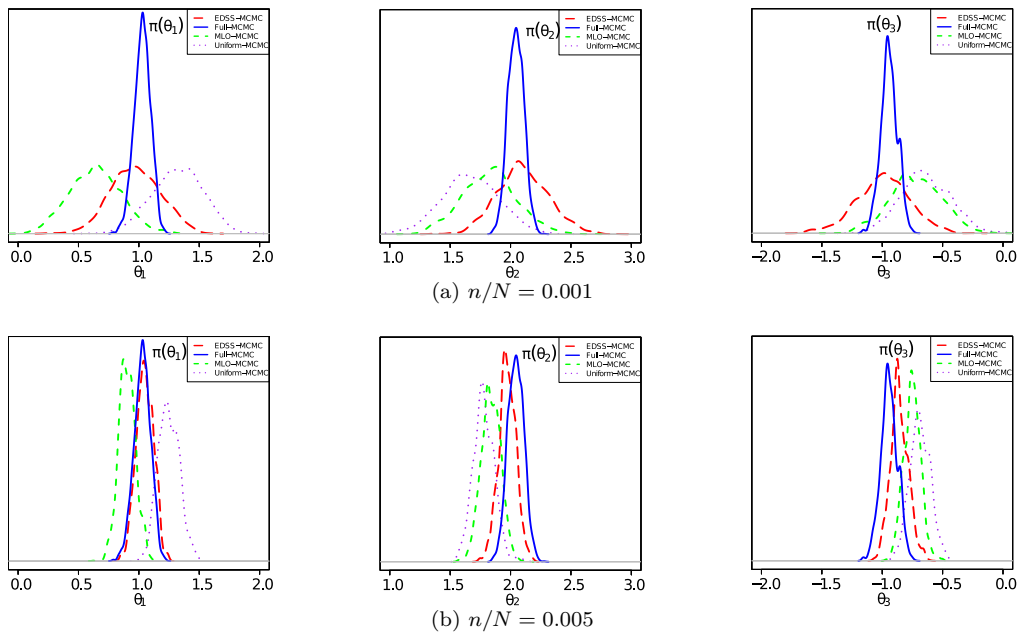 π(θ1)
EDSS−MCMC
Full−MCMC
MLO−MCMC
Uniform−MCMC
0.0 0.5 1.0 1.5 2.0
θ1
π(θ2)
EDSS−MCMC
Full−MCMC
MLO−MCMC
Uniform−MCMC
1.0 1.5 2.0 2.5 3.0
θ2
π(θ3)
EDSS−MCMC
Full−MCMC
MLO−MCMC
Uniform−MCMC
−2.0 −1.5 −1.0 −0.5 0.0
θ3
(a) n/N = 0.001
π(θ1)
EDSS−MCMC
Full−MCMC
MLO−MCMC
Uniform−MCMC
0.0 0.5 1.0 1.5 2.0
θ1
π(θ2)
EDSS−MCMC
Full−MCMC
MLO−MCMC
Uniform−MCMC
1.0 1.5 2.0 2.5 3.0
θ2
π(θ3)
EDSS−MCMC
Full−MCMC
MLO−MCMC
Uniform−MCMC
−2.0 −1.5 −1.0 −0.5 0.0
θ3
(b) n/N = 0.005